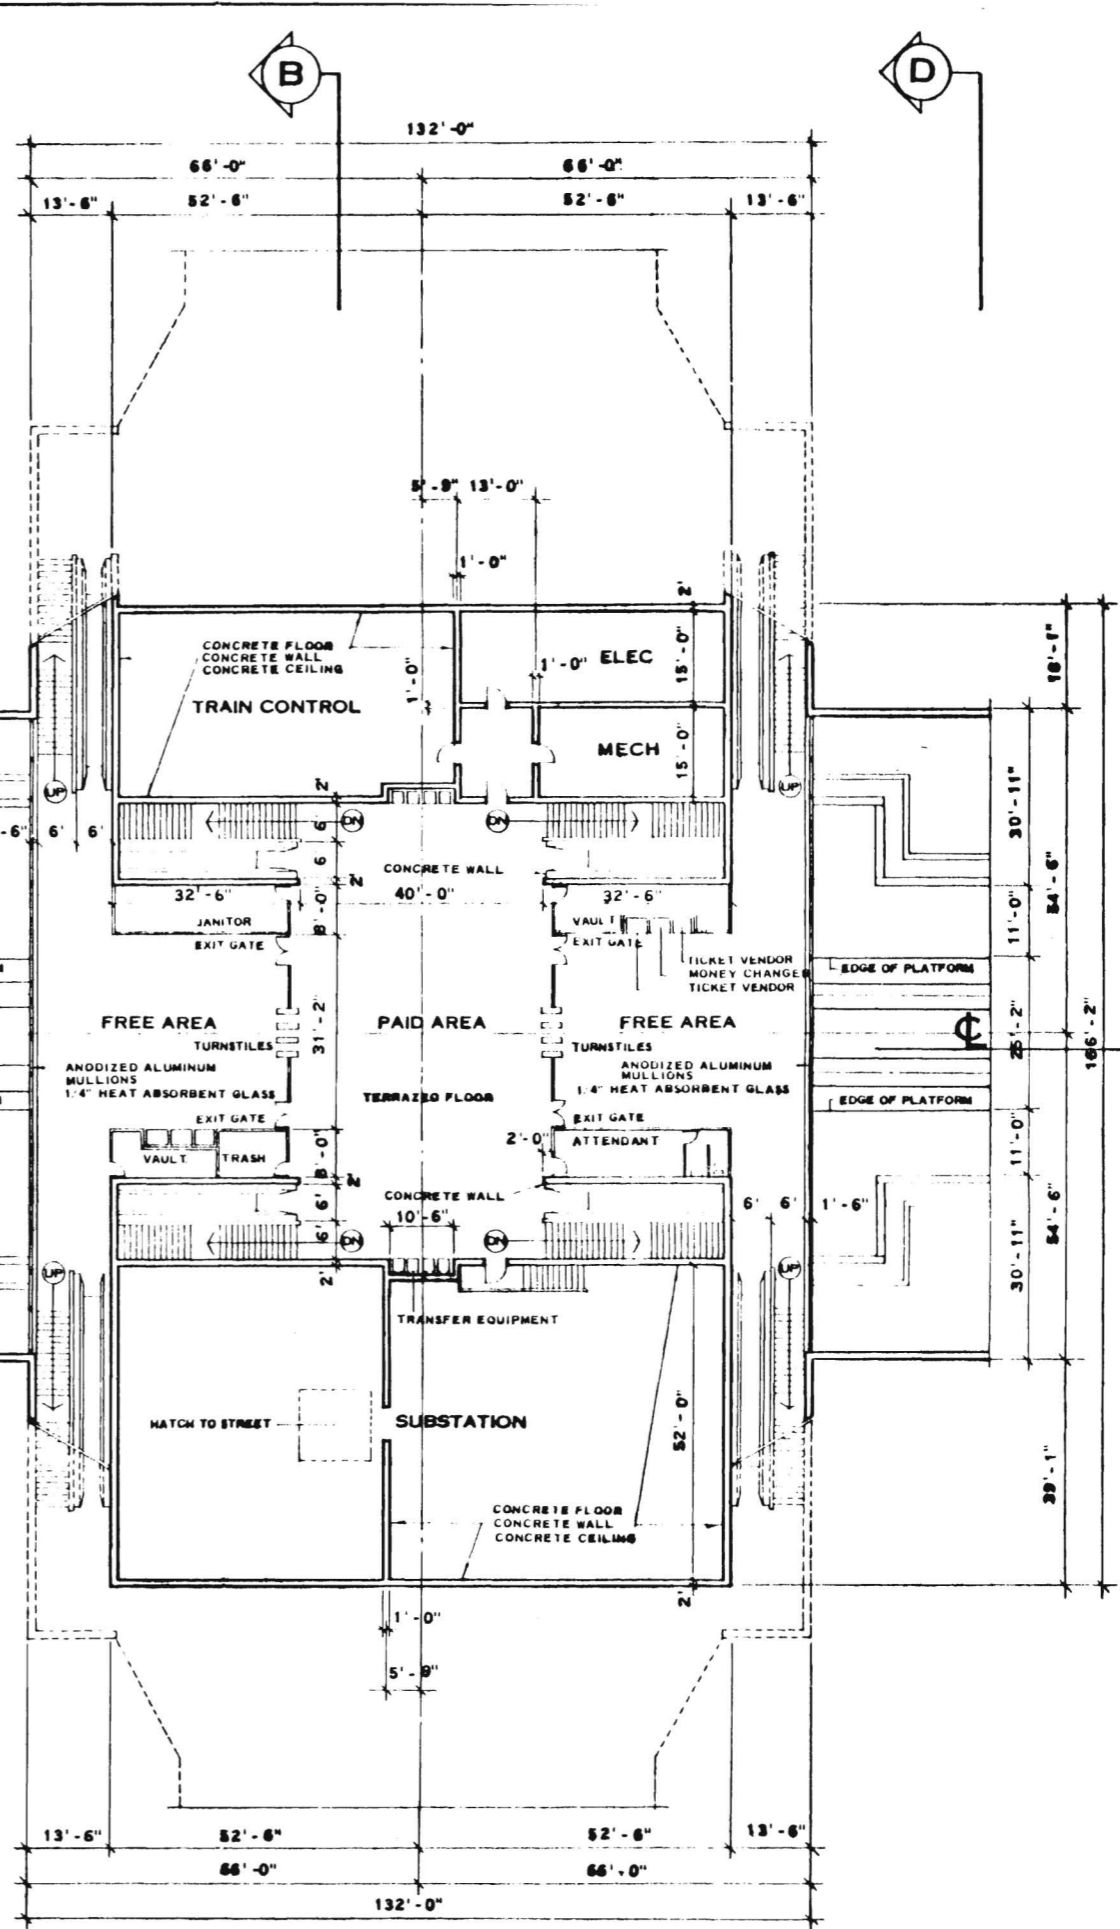 B
D
132'-0"
66'-0"
66'-0"
13'-6"
52'-6"
52'-6"
13'-6"
5'-9"
13'-0"
1'-0"
2'
CONCRETE FLOOR
CONCRETE WALL
CONCRETE CEILING
1'-0"
ELEC
15'-0"
1'-0"
TRAIN CONTROL
MECH
15'-0"
18'-1"
UP
UP
2'
-6"
6'
6'
6'
DN
DN
30'-11"
6
CONCRETE WALL
2'
32'-6"
40'-0"
32'-6"
54'-6"
8'-0"
JANITOR
VAULT
EXIT GATE
EXIT GATE
11'-0"
TICKET VENDOR
MONEY CHANGER
TICKET VENDOR
EDGE OF PLATFORM
FREE AREA
PAID AREA
FREE AREA
31'-2"
CL
25'-2"
166'-2"
TURNSTILES
TURNSTILES
ANODIZED ALUMINUM
MULLIONS
1/4" HEAT ABSORBENT GLASS
ANODIZED ALUMINUM
MULLIONS
1/4" HEAT ABSORBENT GLASS
TERRAZZO FLOOR
EDGE OF PLATFORM
EXIT GATE
EXIT GATE
2'-0"
ATTENDANT
VAULT
TRASH
8'-0"
11'-0"
2'
CONCRETE WALL
6'
10'-6"
6'
6'
1'-6"
54'-6"
DN
DN
6'
30'-11"
UP
UP
2'
TRANSFER EQUIPMENT
HATCH TO STREET
SUBSTATION
52'-0"
39'-1"
CONCRETE FLOOR
CONCRETE WALL
CONCRETE CEILING
2'
1'-0"
5'-9"
13'-6"
52'-6"
52'-6"
13'-6"
66'-0"
66'-0"
132'-0"